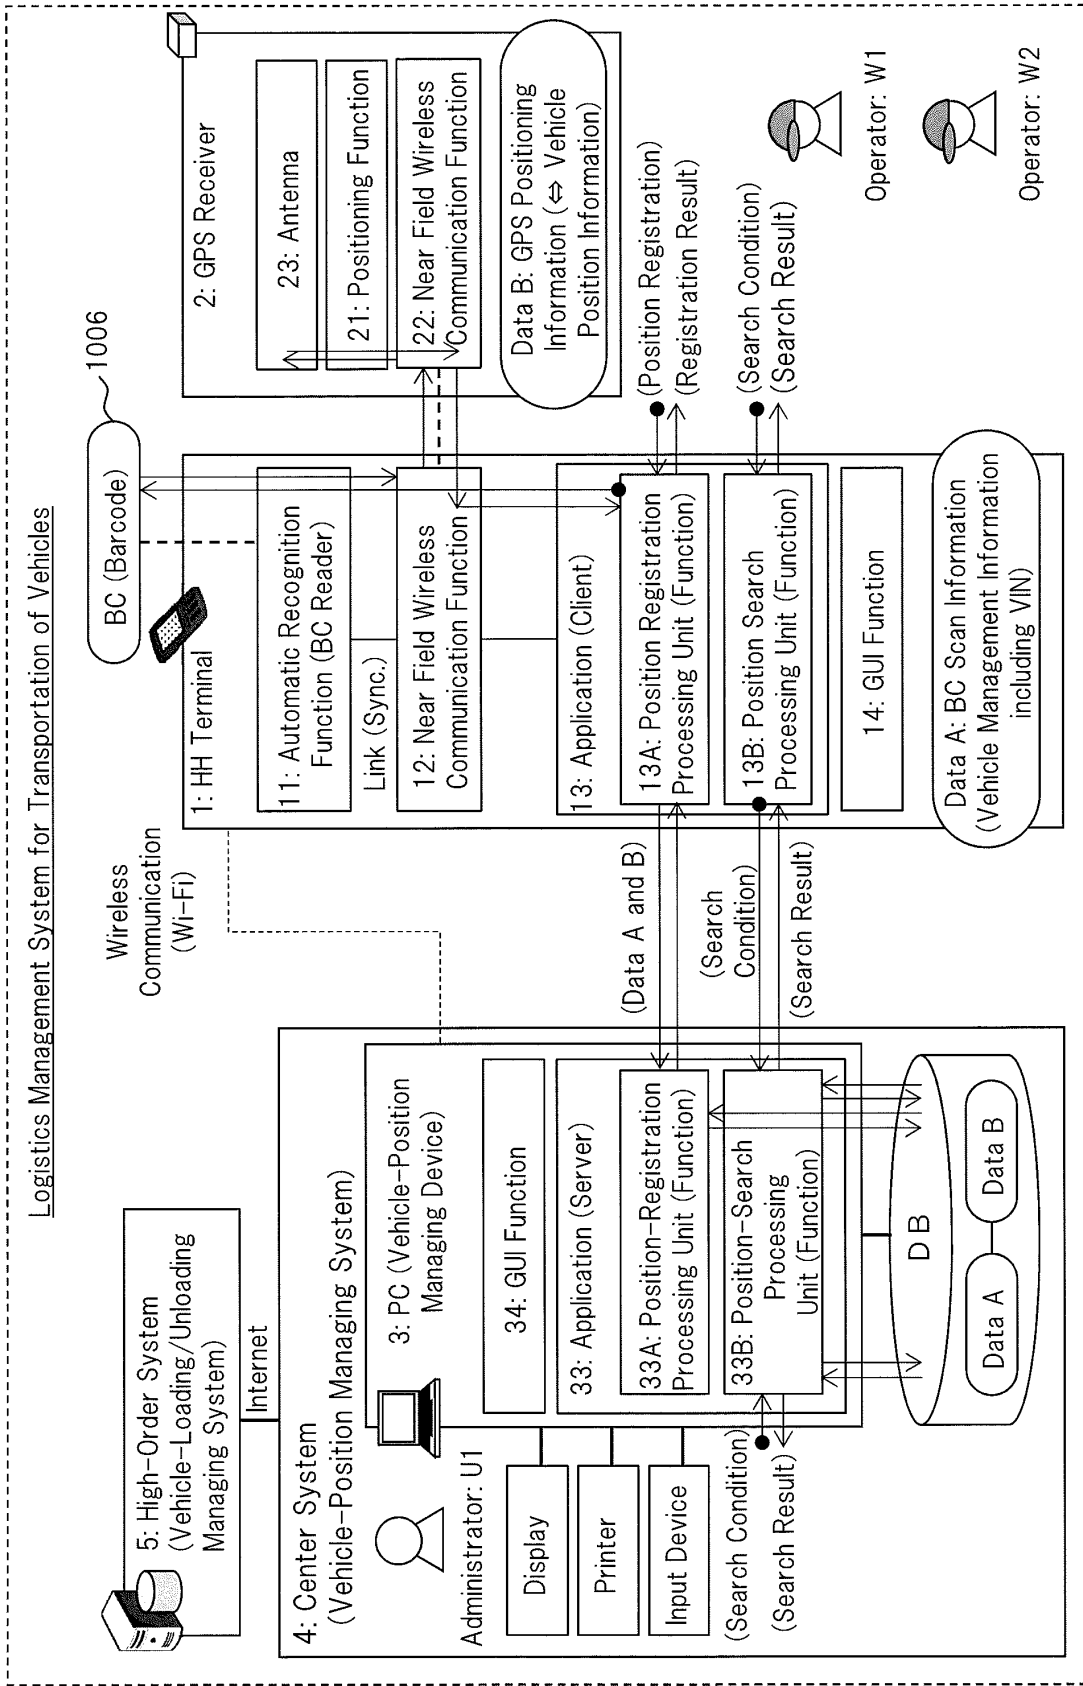 Logistics Management System for Transportation of Vehicles
5: High-Order System
(Vehicle-Loading/Unloading
Managing System)
Internet
4: Center System
(Vehicle-Position Managing System)
Administrator: U1
3: PC (Vehicle-Position
Managing Device)
34: GUI Function
33: Application (Server)
33A: Position-Registration
Processing Unit (Function)
33B: Position-Search
Processing
Unit (Function)
Display
Printer
Input Device
(Search Condition)
(Search Result)
DB
Data A
Data B
Wireless
Communication
(Wi-Fi)
(Data A and B)
(Search
Condition)
(Search Result)
BC (Barcode)
1006
1: HH Terminal
11: Automatic Recognition
Function (BC Reader)
Link (Sync.)
12: Near Field Wireless
Communication Function
13: Application (Client)
13A: Position Registration
Processing Unit (Function)
13B: Position Search
Processing Unit (Function)
14: GUI Function
Data A: BC Scan Information
(Vehicle Management Information
including VIN)
2: GPS Receiver
23: Antenna
21: Positioning Function
22: Near Field Wireless
Communication Function
Data B: GPS Positioning
Information (⇔ Vehicle
Position Information)
(Position Registration)
(Registration Result)
(Search Condition)
(Search Result)
Operator: W1
Operator: W2